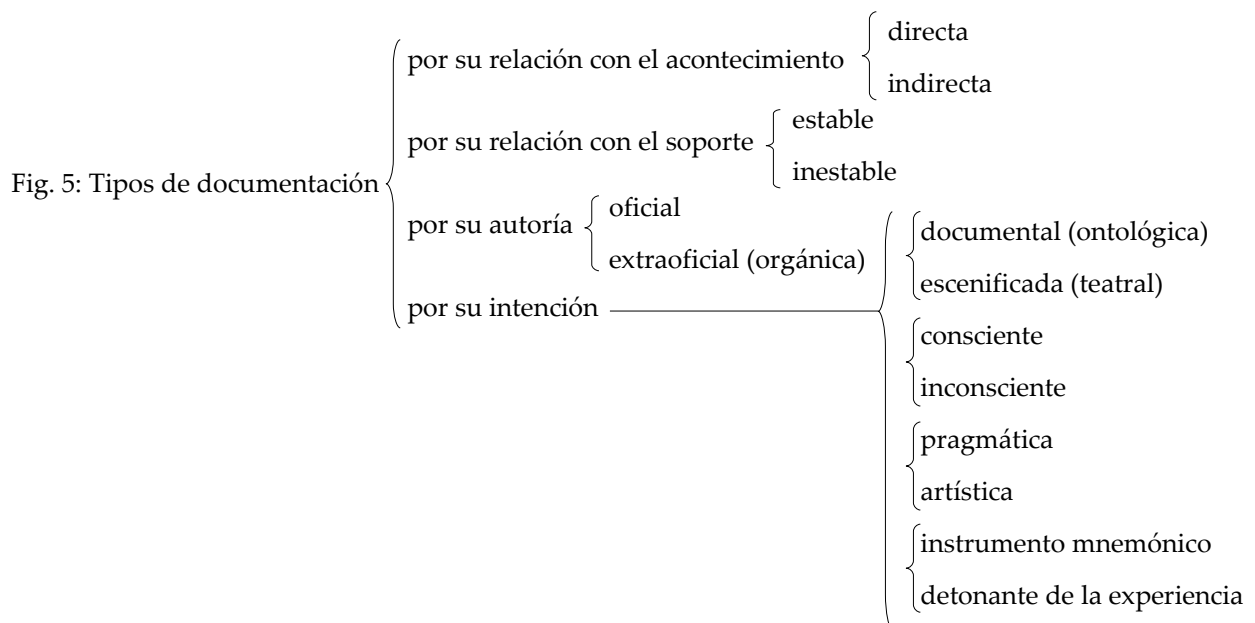 Fig. 5: Tipos de documentación
por su relación con el acontecimiento
directa
indirecta
por su relación con el soporte
estable
inestable
por su autoría
oficial
extraoficial (orgánica)
por su intención
documental (ontológica)
escenificada (teatral)
consciente
inconsciente
pragmática
artística
instrumento mnemónico
detonante de la experiencia